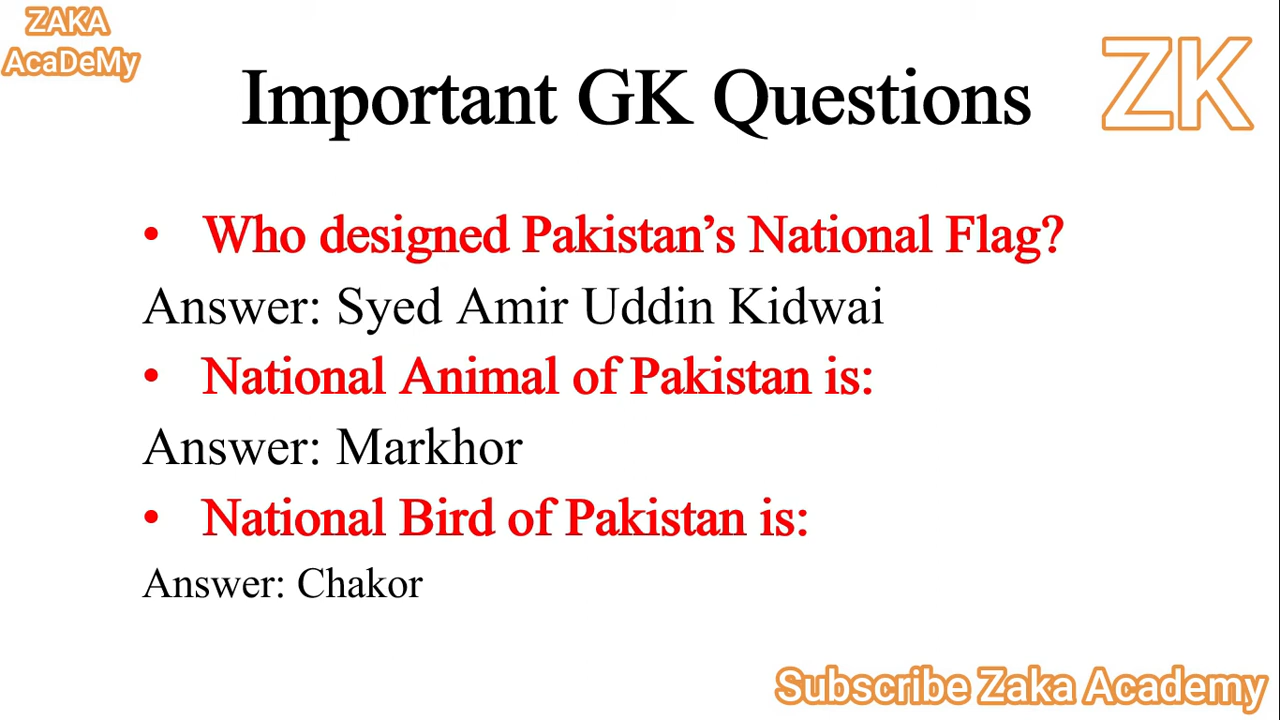 ZAKA
AcaDeMy
ZK
Important GK Questions
• Who designed Pakistan’s National Flag?
Answer: Syed Amir Uddin Kidwai
• National Animal of Pakistan is:
Answer: Markhor
• National Bird of Pakistan is:
Answer: Chakor
Subscribe Zaka Academy